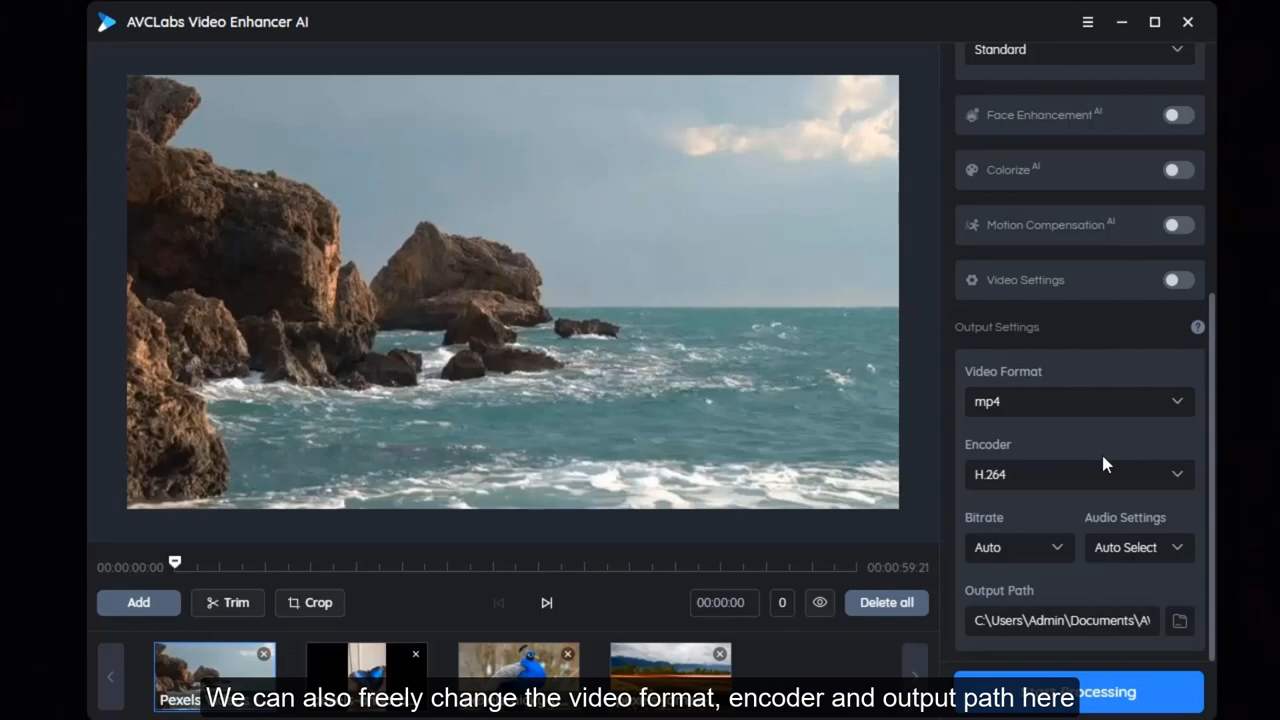 AVCLabs Video Enhancer AI
Standard
Face Enhancement AI
Colorize AI
Motion Compensation AI
Video Settings
Output Settings
?
Video Format
mp4
Encoder
H.264
Bitrate
Audio Settings
Auto
Auto Select
Output Path
C:\Users\Admin\Documents\A
00:00:00:00
00:00:59:21
Add
Trim
Crop
00:00:00
0
Delete all
Pexels
We can also freely change the video format, encoder and output path here